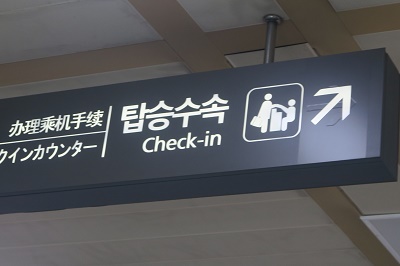 办理乘机手续
クインカウンター
탑승수속
Check-in